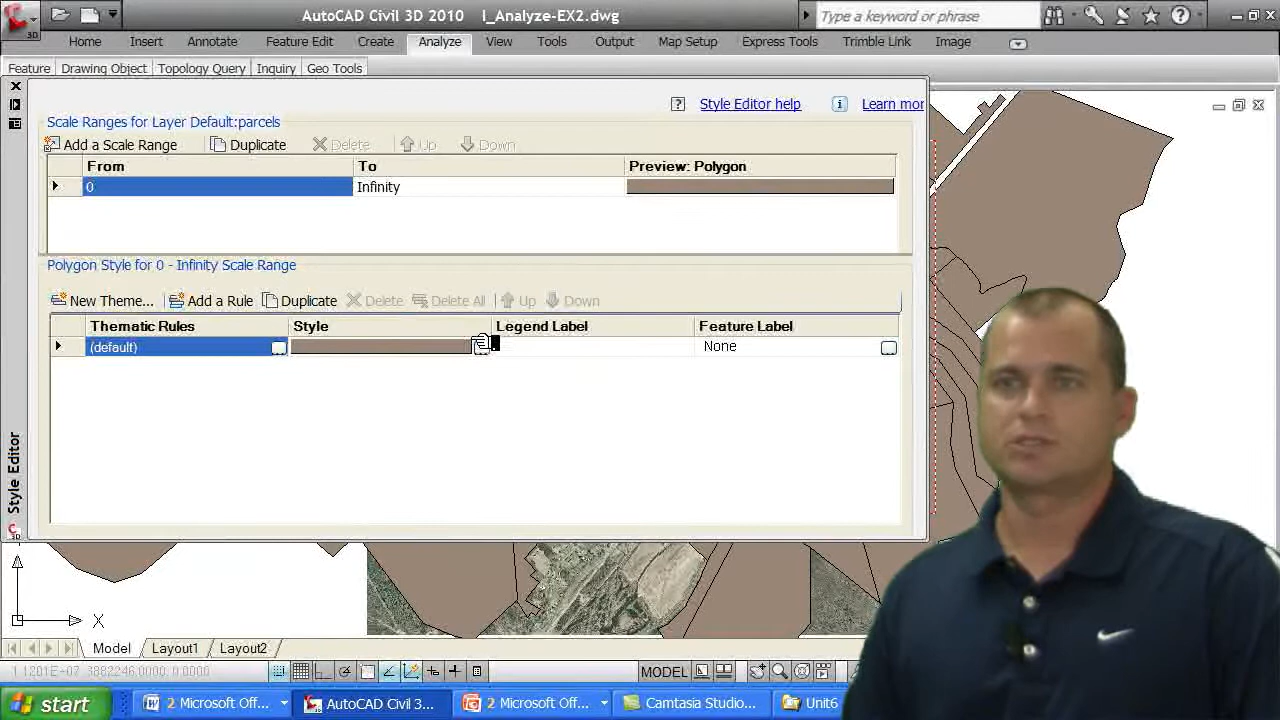 AutoCAD Civil 3D 2010 I_Analyze-EX2.dwg
Type a keyword or phrase
Home Insert Annotate Feature Edit Create Analyze View Tools Output Map Setup Express Tools Trimble Link Image
Feature Drawing Object Topology Query Inquiry Geo Tools
Style Editor help Learn mor
Scale Ranges for Layer Default:parcels
Add a Scale Range Duplicate Delete Up Down
From To Preview: Polygon
0 Infinity
Polygon Style for 0 - Infinity Scale Range
New Theme... Add a Rule Duplicate Delete Delete All Up Down
Thematic Rules Style Legend Label Feature Label
(default) None
Style Editor
Y
X
Model Layout1 Layout2
MODEL
start 2 Microsoft Off... AutoCAD Civil 3... 2 Microsoft Off... Camtasia Studio... Unit6